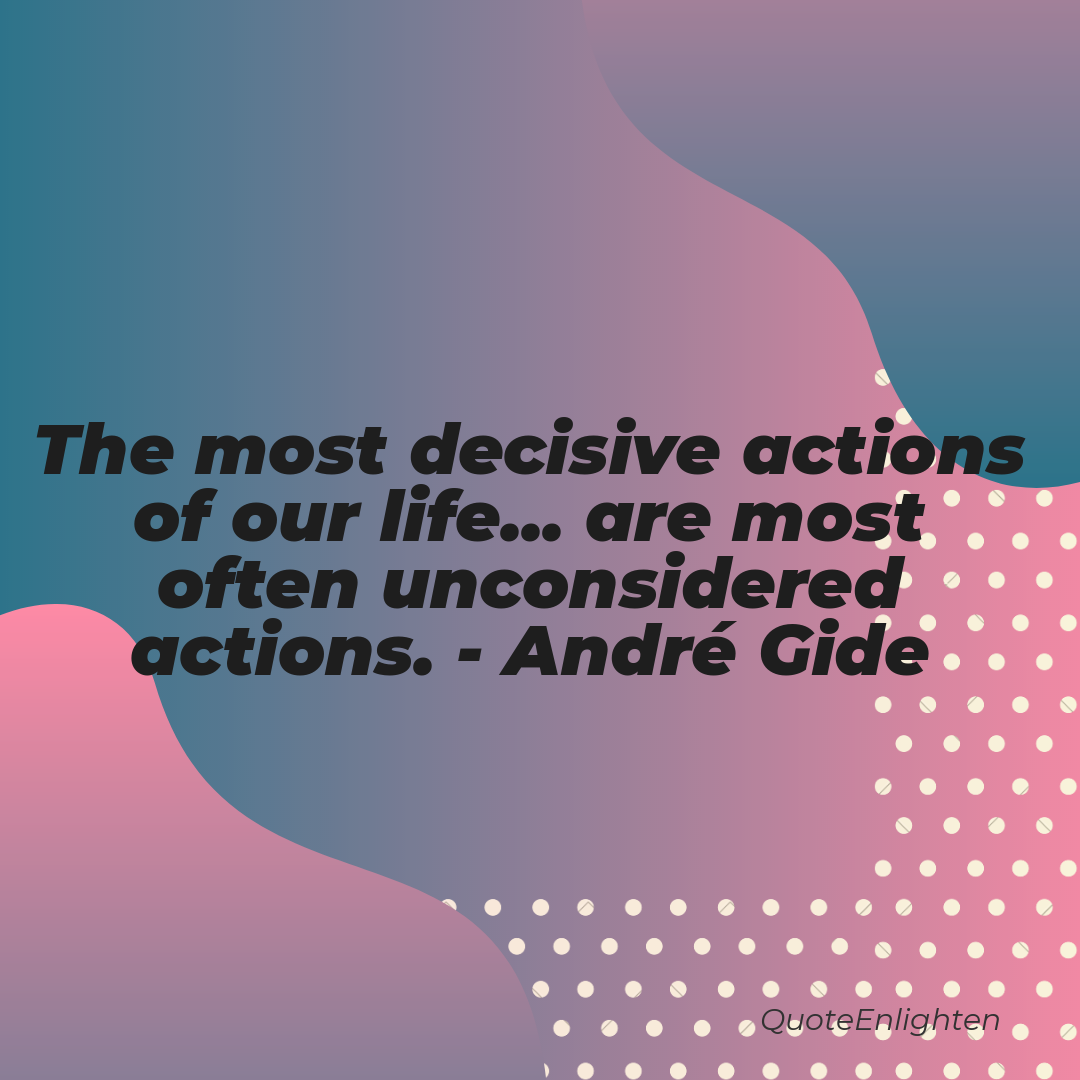 The most decisive actions
of our life... are most
often unconsidered
actions. - André Gide
QuoteEnlighten